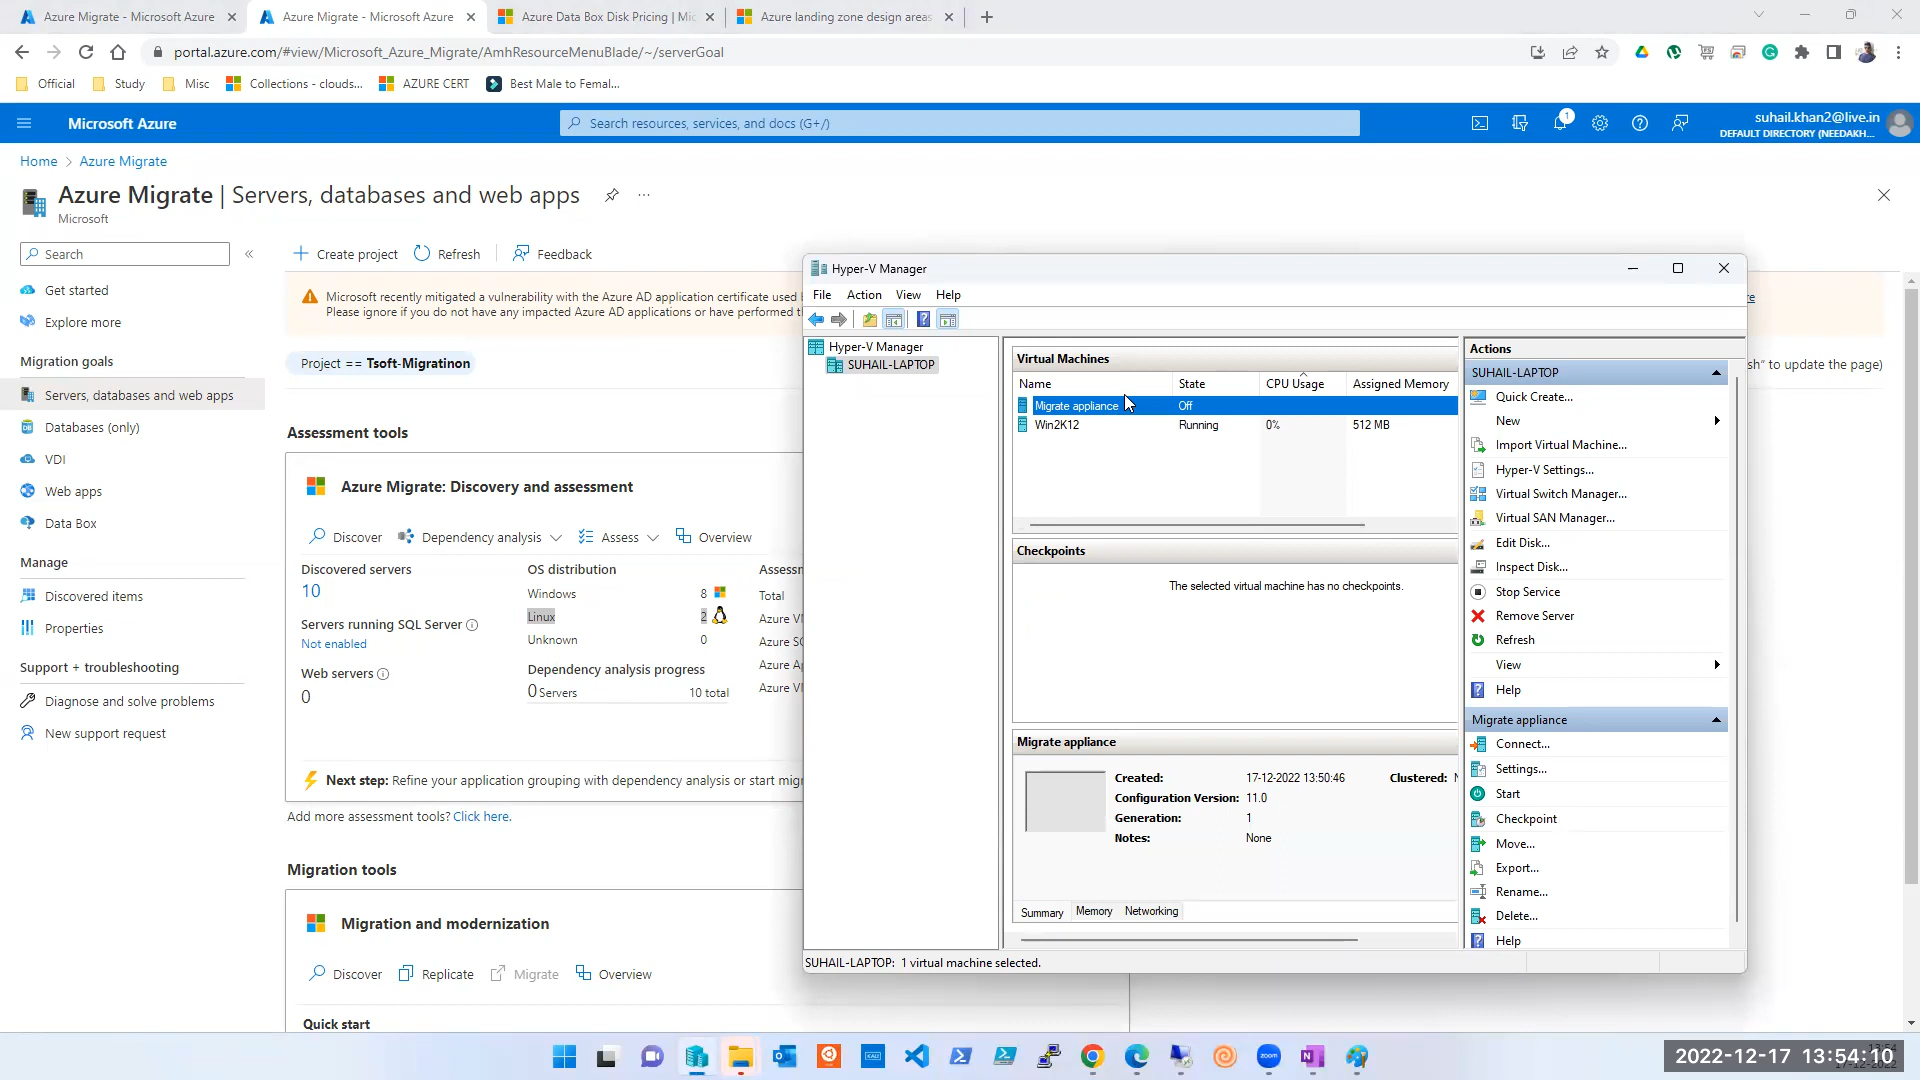 Azure Migrate - Microsoft Azure
Azure Migrate - Microsoft Azure
Azure Data Box Disk Pricing | Mic
Azure landing zone design areas
portal.azure.com/#view/Microsoft_Azure_Migrate/AmhResourceMenuBlade/~/serverGoal
Official
Study
Misc
Collections - clouds...
AZURE CERT
Best Male to Femal...
Microsoft Azure
Search resources, services, and docs (G+/)
1
suhail.khan2@live.in
DEFAULT DIRECTORY (NEEDAKH...
Home > Azure Migrate
Azure Migrate | Servers, databases and web apps
Microsoft
Search
Create project
Refresh
Feedback
Get started
Explore more
Migration goals
Servers, databases and web apps
Databases (only)
VDI
Web apps
Data Box
Manage
Discovered items
Properties
Support + troubleshooting
Diagnose and solve problems
New support request
Microsoft recently mitigated a vulnerability with the Azure AD application certificate used
Please ignore if you do not have any impacted Azure AD applications or have performed t
Project == Tsoft-Migratinon
sh" to update the page)
Assessment tools
Azure Migrate: Discovery and assessment
Discover
Dependency analysis
Assess
Overview
Discovered servers
10
Servers running SQL Server
Not enabled
Web servers
0
OS distribution
Windows 8
Linux 2
Unknown 0
Dependency analysis progress
0 Servers 10 total
Assessm
Total
Azure VM
Azure SC
Azure Ap
Azure VM
Next step: Refine your application grouping with dependency analysis or start migr
Add more assessment tools? Click here.
Migration tools
Migration and modernization
Discover
Replicate
Migrate
Overview
Quick start
Hyper-V Manager
File Action View Help
Hyper-V Manager
SUHAIL-LAPTOP
Virtual Machines
Name State CPU Usage Assigned Memory
Migrate appliance Off
Win2K12 Running 0% 512 MB
Checkpoints
The selected virtual machine has no checkpoints.
Migrate appliance
Created: 17-12-2022 13:50:46 Clustered:
Configuration Version: 11.0
Generation: 1
Notes: None
Summary Memory Networking
SUHAIL-LAPTOP: 1 virtual machine selected.
Actions
SUHAIL-LAPTOP
Quick Create...
New
Import Virtual Machine...
Hyper-V Settings...
Virtual Switch Manager...
Virtual SAN Manager...
Edit Disk...
Inspect Disk...
Stop Service
Remove Server
Refresh
View
Help
Migrate appliance
Connect...
Settings...
Start
Checkpoint
Move...
Export...
Rename...
Delete...
Help
zoom
2022-12-17 13:54:10